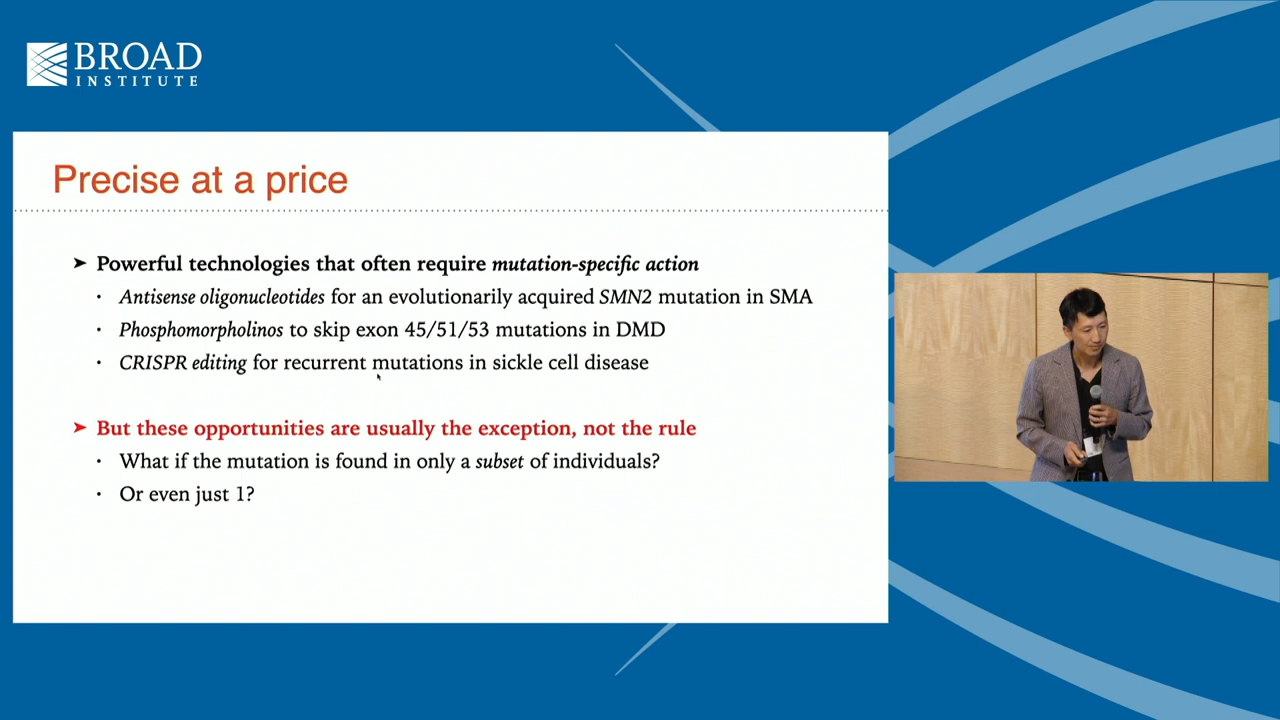 BROAD
INSTITUTE
Precise at a price
➤ Powerful technologies that often require mutation-specific action
• Antisense oligonucleotides for an evolutionarily acquired SMN2 mutation in SMA
• Phosphomorpholinos to skip exon 45/51/53 mutations in DMD
• CRISPR editing for recurrent mutations in sickle cell disease
➤ But these opportunities are usually the exception, not the rule
• What if the mutation is found in only a subset of individuals?
• Or even just 1?